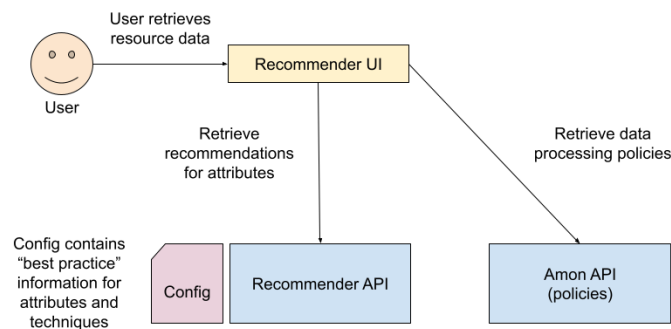 User retrieves
resource data
User
Recommender UI
Retrieve
recommendations
for attributes
Retrieve data
processing policies
Config contains
“best practice”
information for
attributes and
techniques
Config
Recommender API
Amon API
(policies)